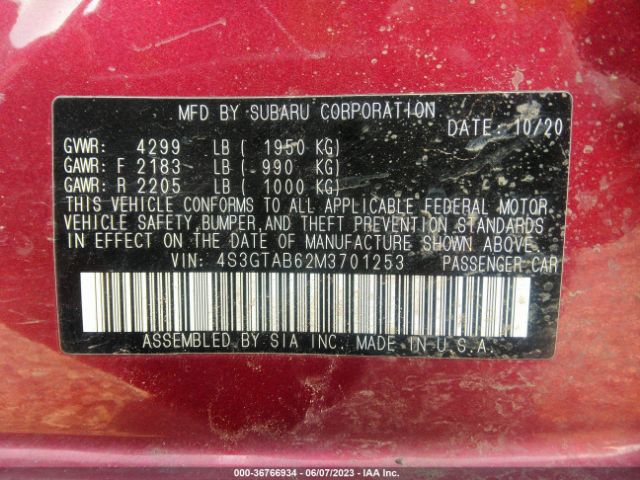 MFD BY SUBARU CORPORATION
DATE: 10/20
GVWR: 4299 LB ( 1950 KG)
GAWR: F 2183 LB ( 990 KG)
GAWR: R 2205 LB ( 1000 KG)
THIS VEHICLE CONFORMS TO ALL APPLICABLE FEDERAL MOTOR
VEHICLE SAFETY,BUMPER,AND THEFT PREVENTION STANDARDS
IN EFFECT ON THE DATE OF MANUFACTURE SHOWN ABOVE.
VIN: 4S3GTAB62M3701253 PASSENGER CAR
ASSEMBLED BY SIA INC. MADE IN U.S.A.
000-36766934 - 06/07/2023 - IAA Inc.